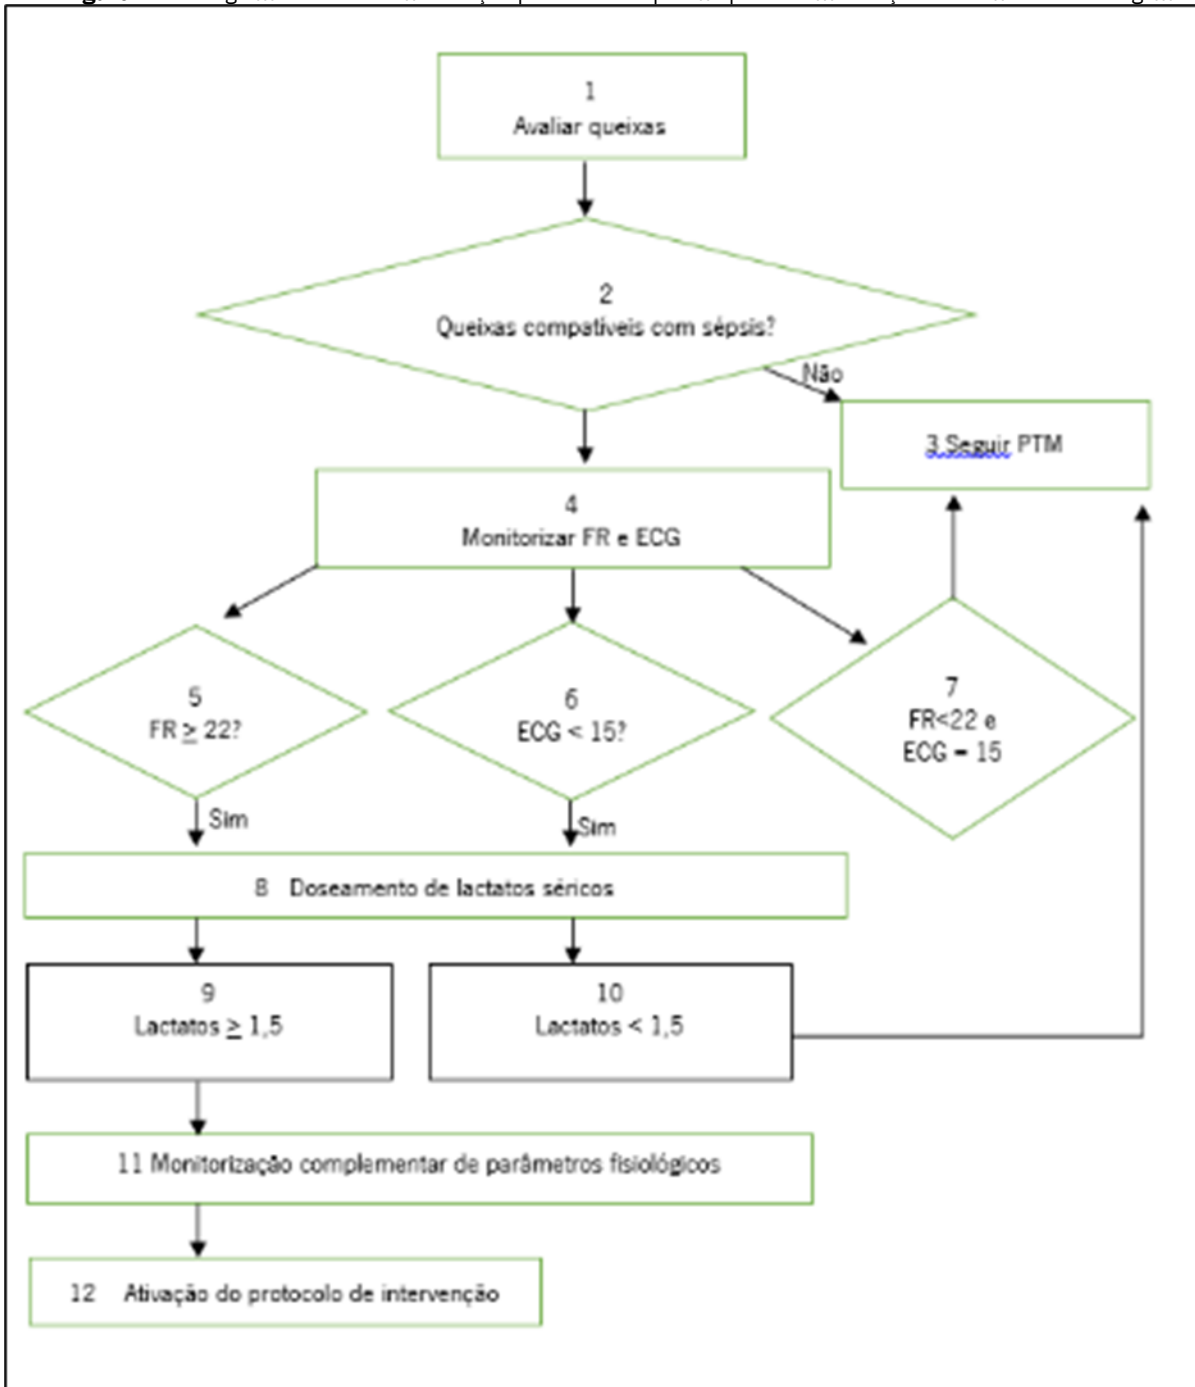 1
Avaliar queixas
2
Queixas compatíveis com sépsis?
Não
3 Seguir PTM
4
Monitorizar FR e ECG
5
FR ≥ 22?
6
ECG < 15?
7
FR<22 e
ECG = 15
Sim
Sim
8 Doseamento de lactatos séricos
9
Lactatos ≥ 1,5
10
Lactatos < 1,5
11 Monitorização complementar de parâmetros fisiológicos
12 Ativação do protocolo de intervenção